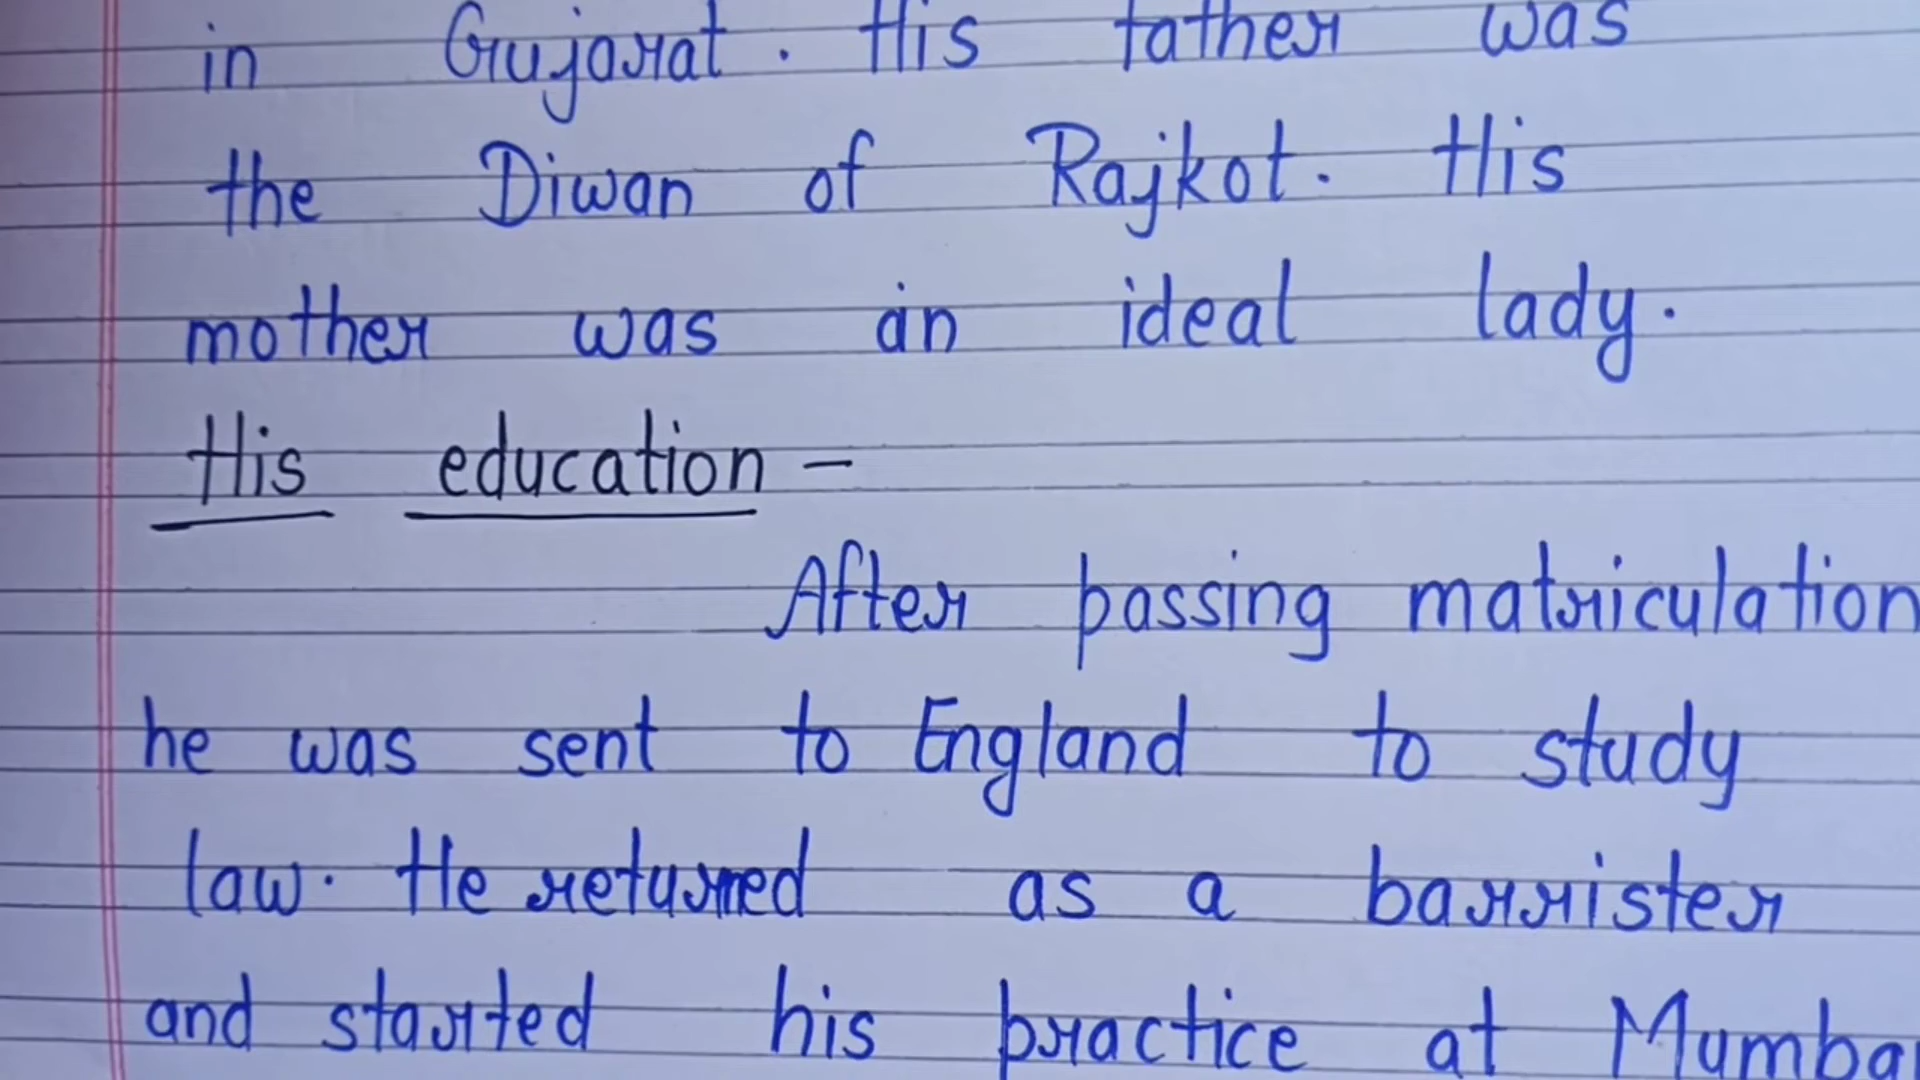 in Gujarat. His father was
the Diwan of Rajkot. His
mother was an ideal lady.
His education -
After passing matriculation
he was sent to England to study
law. He returned as a barrister
and started his practice at Mumbai